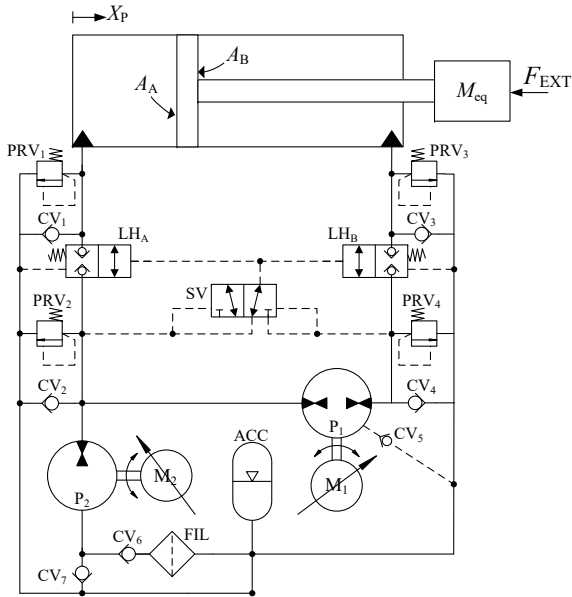 X_P
A_B
A_A
M_eq
F_EXT
PRV_1
PRV_3
CV_1
CV_3
LH_A
LH_B
SV
PRV_2
PRV_4
CV_2
CV_4
P_1
ACC
CV_5
P_2
M_2
M_1
CV_6
FIL
CV_7